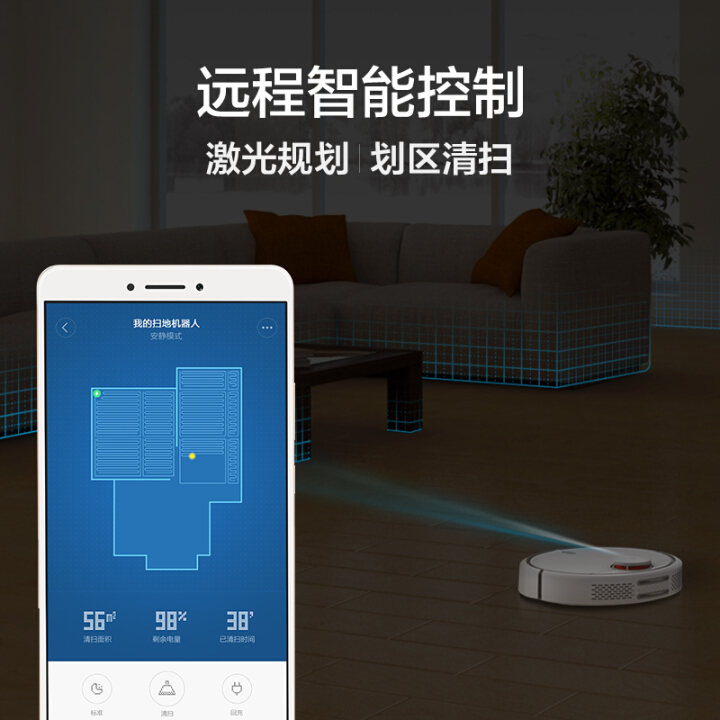 远程智能控制
激光规划 | 划区清扫
我的扫地机器人
安静模式
56m² 98% 38'
清扫面积 剩余电量 已清扫时间
标准 清扫 回充